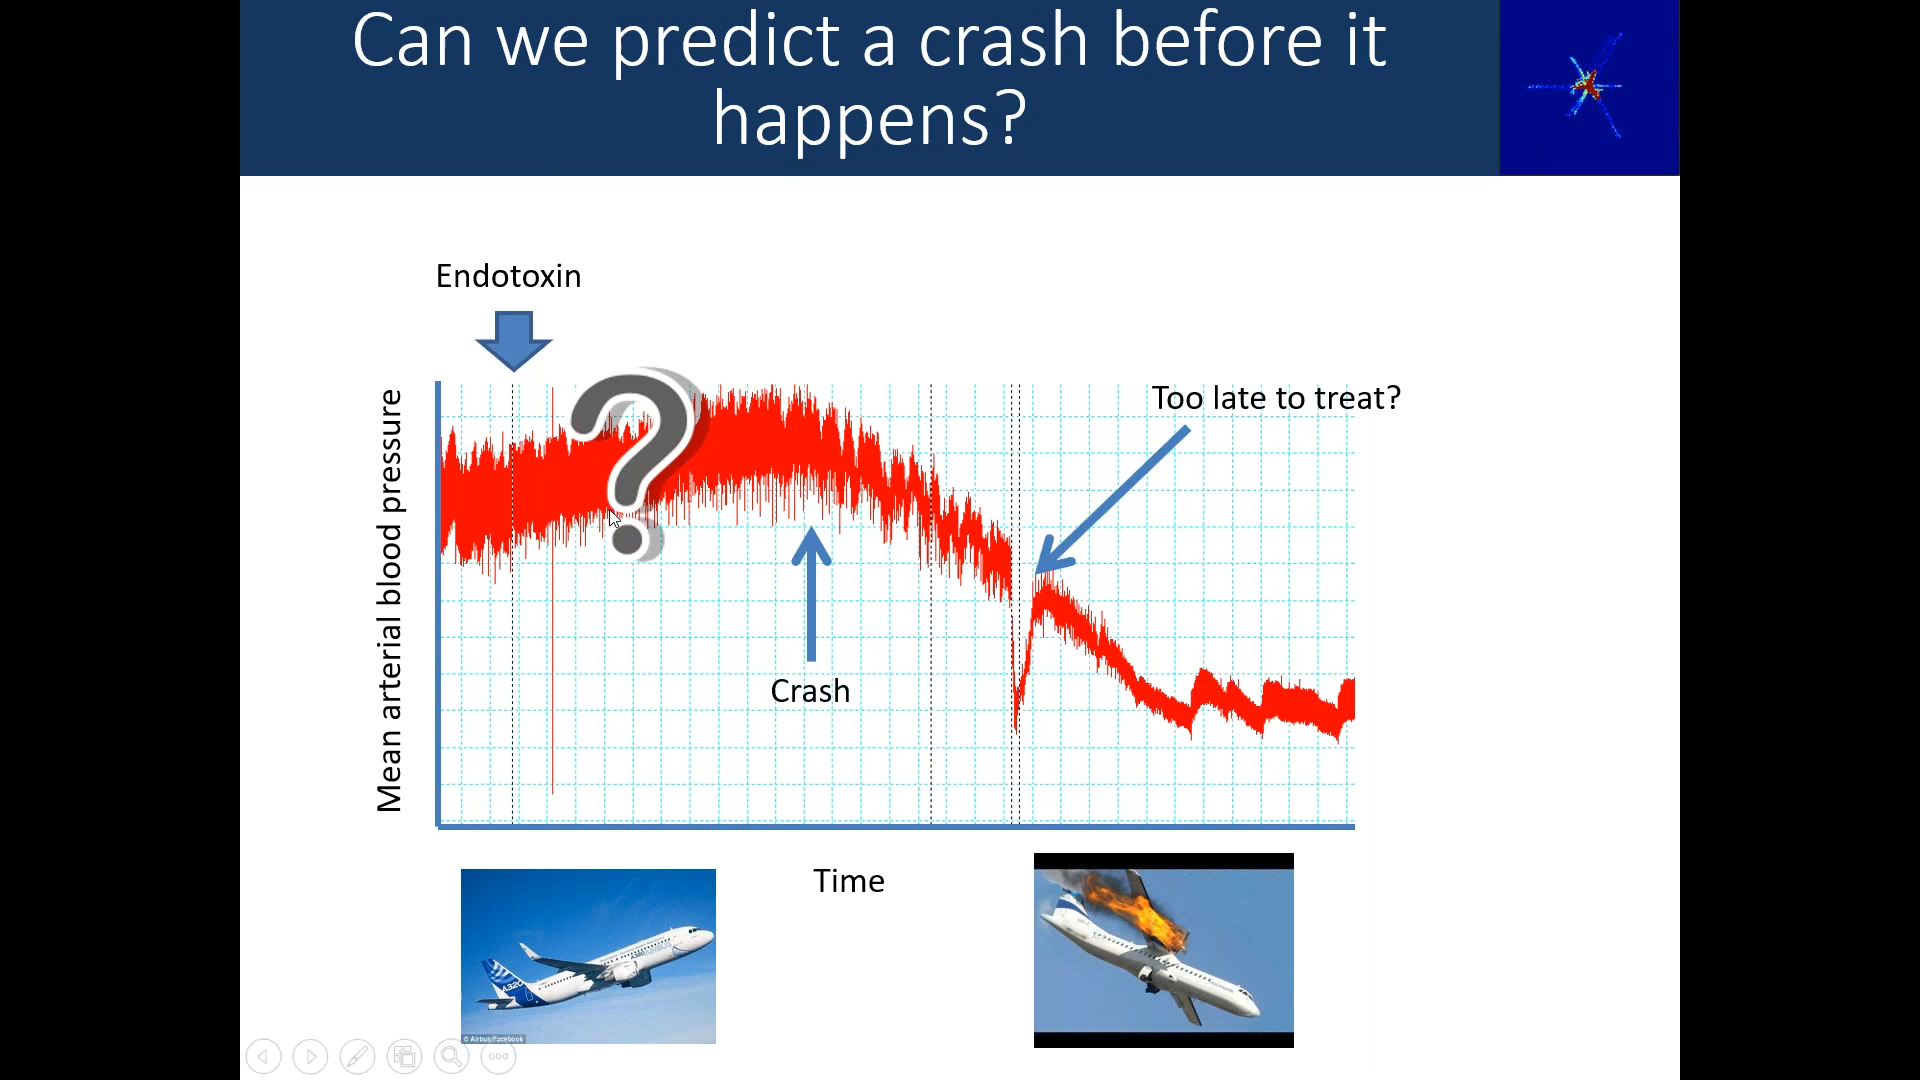 Can we predict a crash before it
happens?
Endotoxin
Too late to treat?
Mean arterial blood pressure
Crash
Time
A320
© Airbus/Facebook